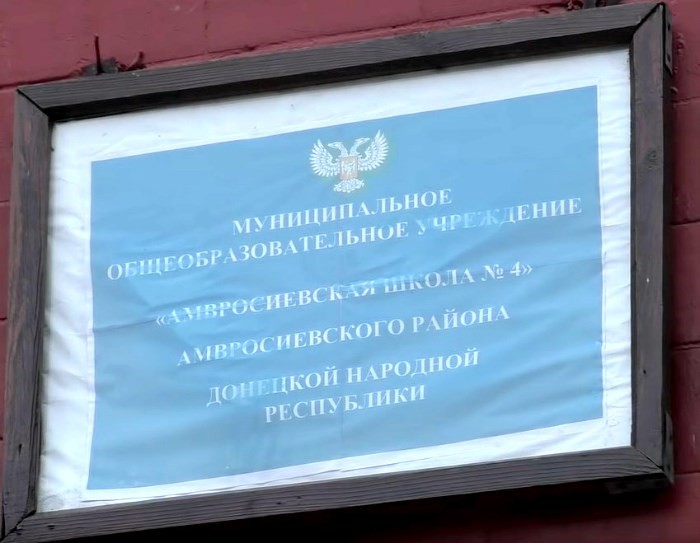 МУНИЦИПАЛЬНОЕ
ОБЩЕОБРАЗОВАТЕЛЬНОЕ УЧРЕЖДЕНИЕ
«АМВРОСИЕВСКАЯ ШКОЛА № 4»
АМВРОСИЕВСКОГО РАЙОНА
ДОНЕЦКОЙ НАРОДНОЙ
РЕСПУБЛИКИ